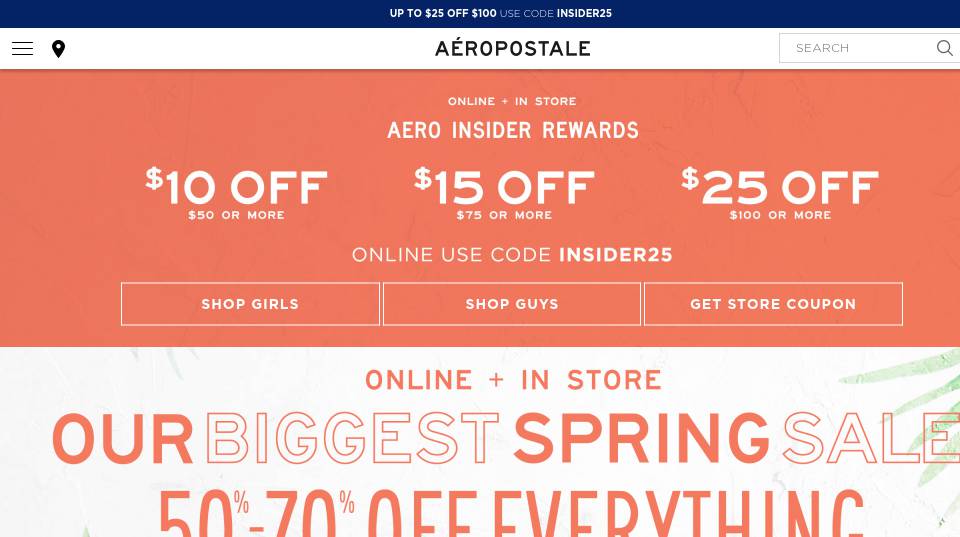 UP TO $25 OFF $100 USE CODE INSIDER25
AÉROPOSTALE
SEARCH
ONLINE + IN STORE
AERO INSIDER REWARDS
$10 OFF $15 OFF $25 OFF
$50 OR MORE $75 OR MORE $100 OR MORE
ONLINE USE CODE INSIDER25
SHOP GIRLS SHOP GUYS GET STORE COUPON
ONLINE + IN STORE
OUR BIGGEST SPRING SALE
50%-70% OFF EVERYTHING